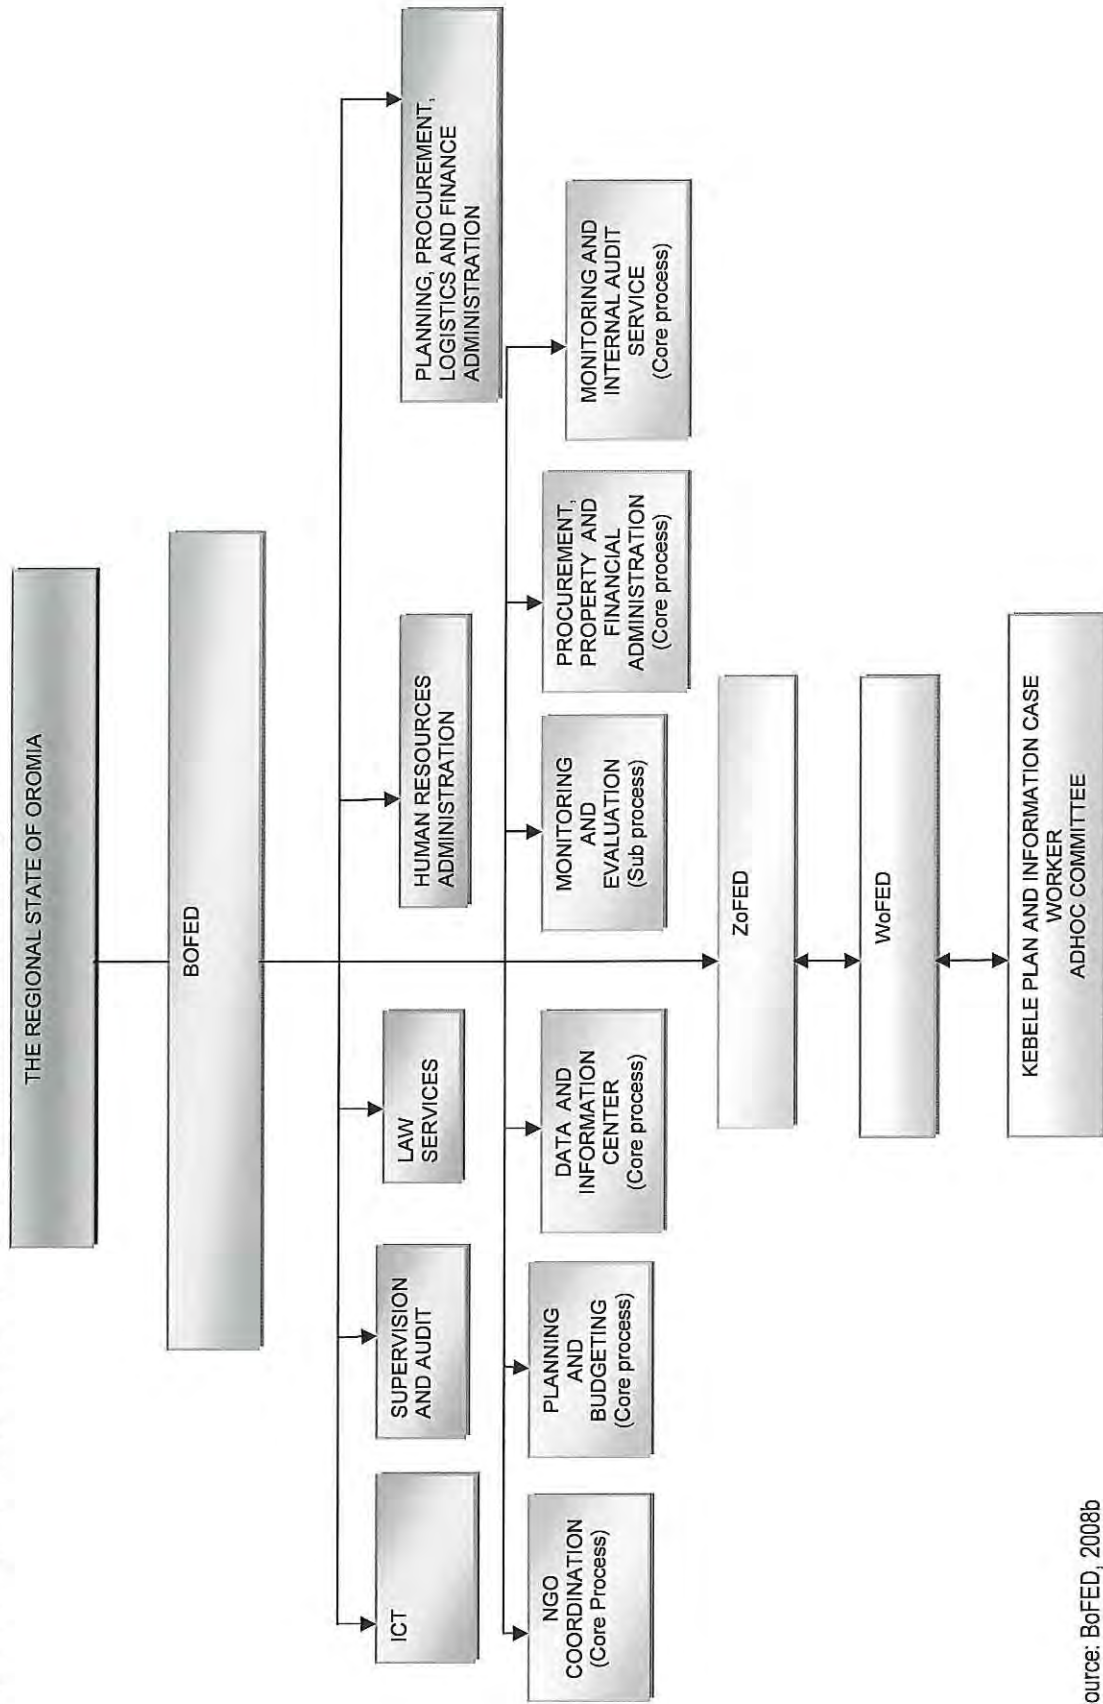 THE REGIONAL STATE OF OROMIA
BOFED
ICT
SUPERVISION
AND AUDIT
LAW
SERVICES
HUMAN RESOURCES
ADMINISTRATION
PLANNING, PROCUREMENT,
LOGISTICS AND FINANCE
ADMINISTRATION
NGO
COORDINATION
(Core Process)
PLANNING
AND
BUDGETING
(Core process)
DATA AND
INFORMATION
CENTER
(Core process)
MONITORING
AND
EVALUATION
(Sub process)
PROCUREMENT,
PROPERTY AND
FINANCIAL
ADMINISTRATION
(Core process)
MONITORING AND
INTERNAL AUDIT
SERVICE
(Core process)
ZoFED
WoFED
KEBELE PLAN AND INFORMATION CASE
WORKER
ADHOC COMMITTEE
ource: BoFED, 2008b